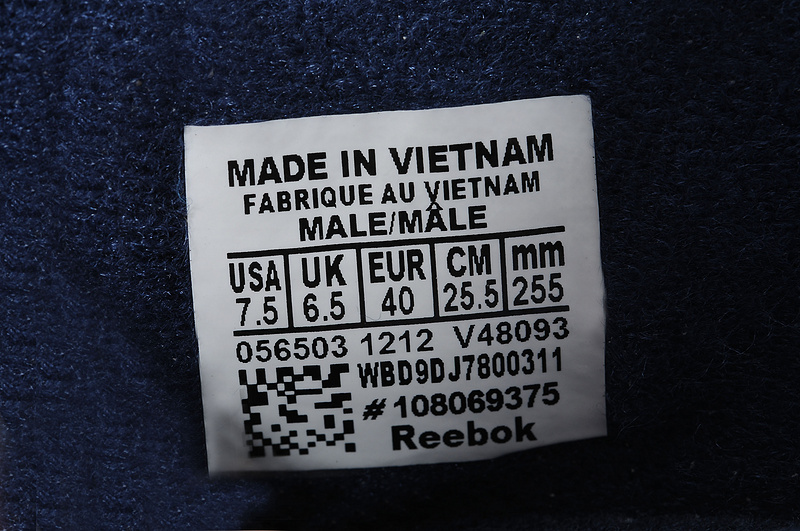 MADE IN VIETNAM
FABRIQUE AU VIETNAM
MALE/MÂLE
USA UK EUR CM mm
7.5 6.5 40 25.5 255
056503 1212 V48093
WBD9DJ7800311
# 108069375
Reebok